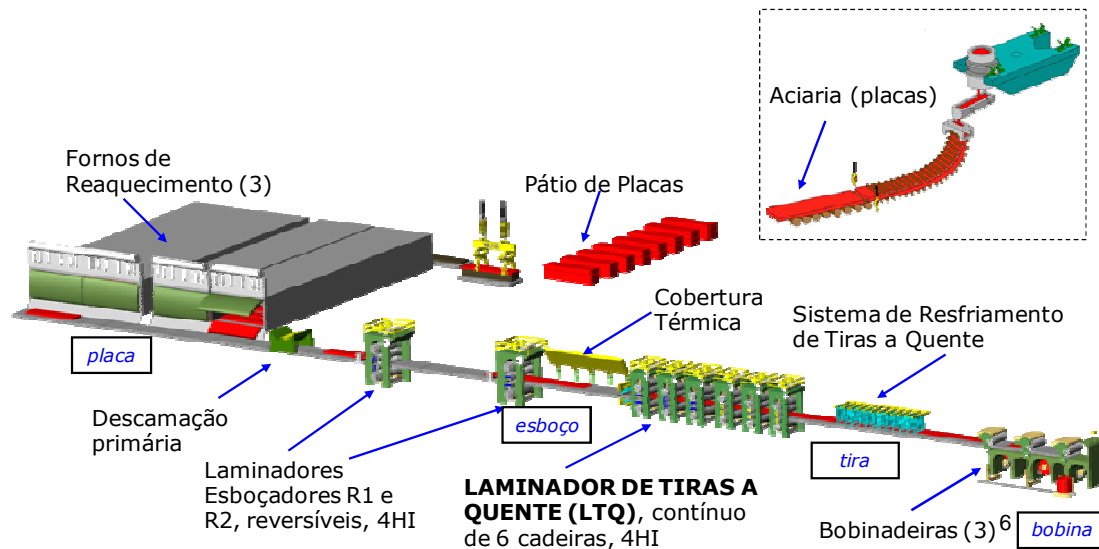 Aciaria (placas)
Fornos de
Reaquecimento (3)
Pátio de Placas
Cobertura
Térmica
Sistema de Resfriamento
de Tiras a Quente
placa
Descamação
primária
esboço
Laminadores
Esboçadores R1 e
R2, reversíveis, 4HI
LAMINADOR DE TIRAS A
QUENTE (LTQ), contínuo
de 6 cadeiras, 4HI
tira
Bobinadeiras (3) 6
bobina